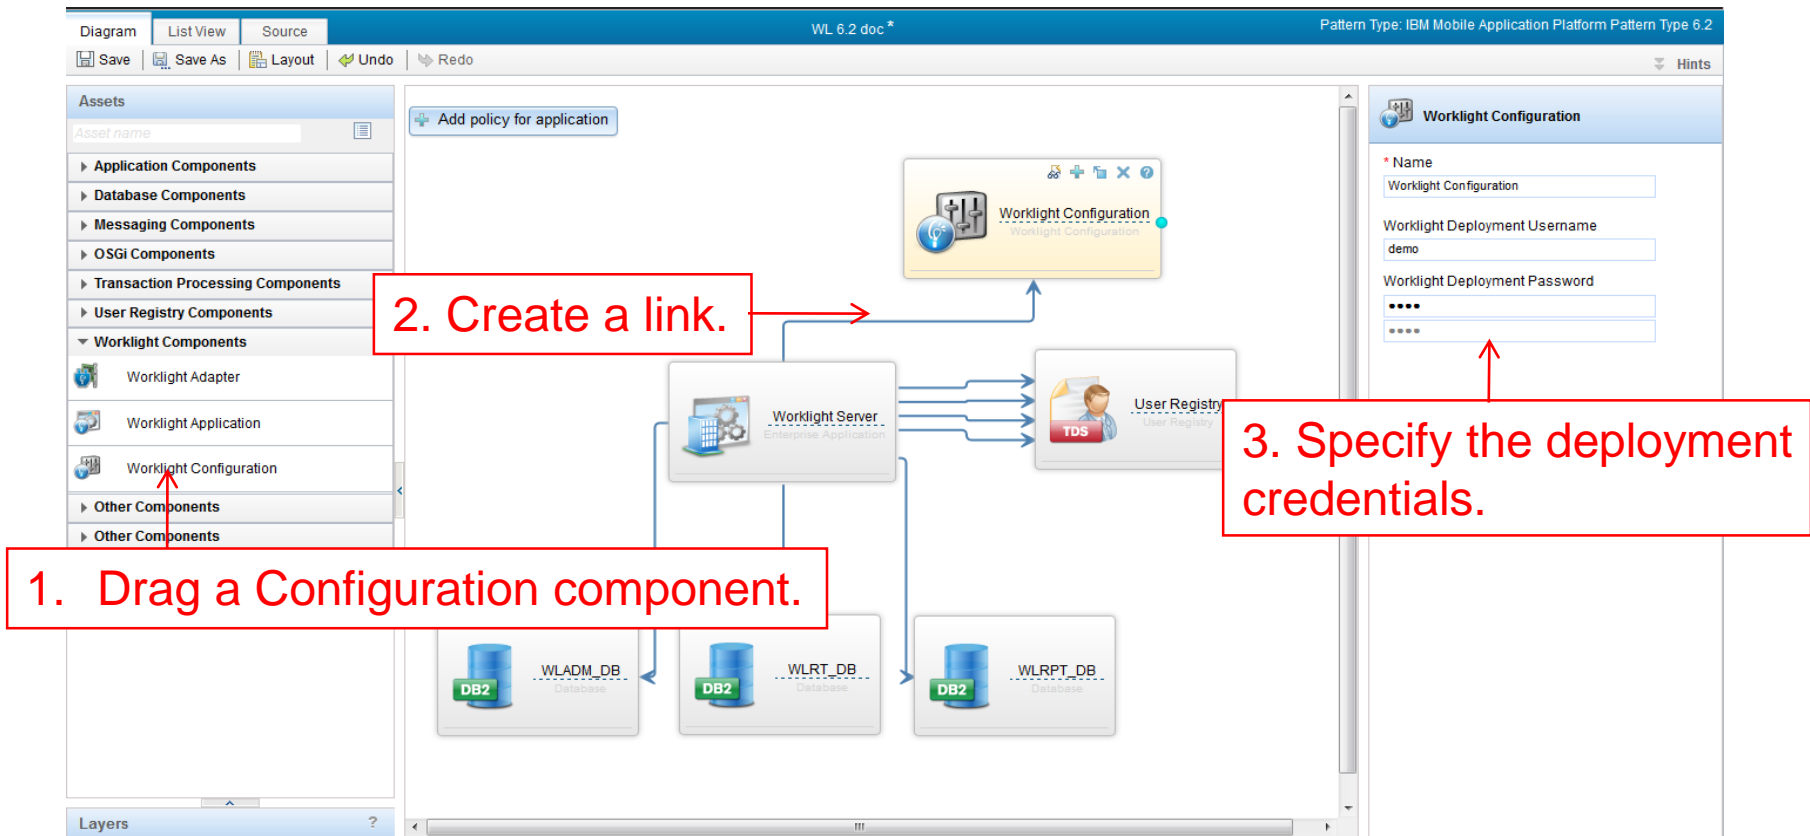 Diagram
List View
Source
WL 6.2 doc *
Pattern Type: IBM Mobile Application Platform Pattern Type 6.2
Save
Save As
Layout
Undo
Redo
Hints
Assets
Asset name
Application Components
Database Components
Messaging Components
OSGi Components
Transaction Processing Components
User Registry Components
Worklight Components
Worklight Adapter
Worklight Application
Worklight Configuration
Other Components
Other Components
Layers
?
Add policy for application
Worklight Configuration
Worklight Configuration
2. Create a link.
Worklight Server
Enterprise Application
User Registry
User Registry
TDS
1. Drag a Configuration component.
WLADM_DB
Database
DB2
WLRT_DB
Database
DB2
WLRPT_DB
Database
DB2
Worklight Configuration
* Name
Worklight Configuration
Worklight Deployment Username
demo
Worklight Deployment Password
••••
••••
3. Specify the deployment
credentials.